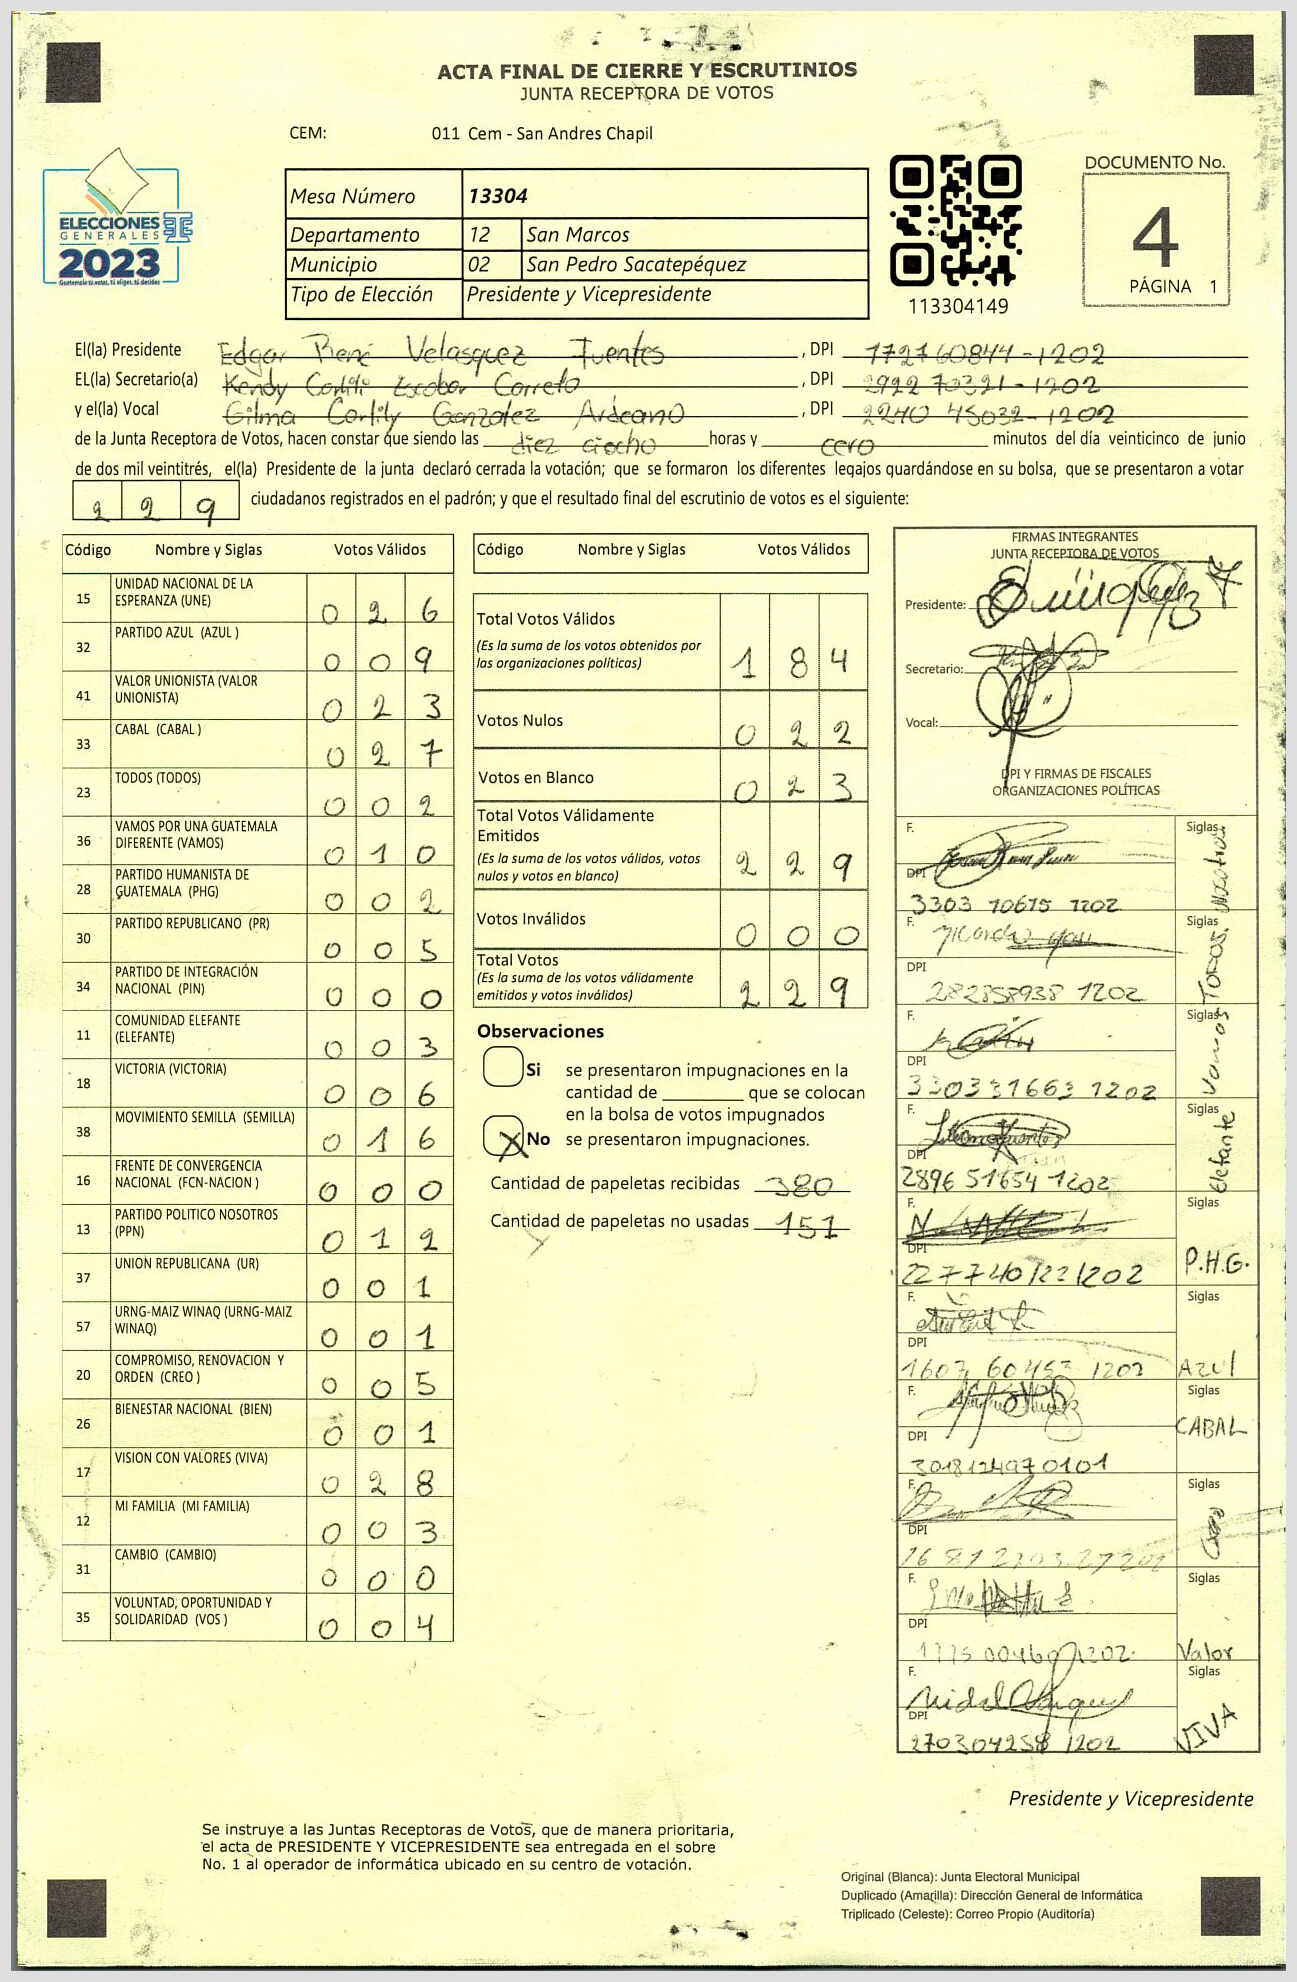 ACTA FINAL DE CIERRE Y ESCRUTINIOS
JUNTA RECEPTORA DE VOTOS
CEM: 011 Cem - San Andres Chapil
ELECCIONES
GENERALES
2023
Guatemala tú votas, tú eliges, tú decides
Mesa Número 13304
Departamento 12 San Marcos
Municipio 02 San Pedro Sacatepéquez
Tipo de Elección Presidente y Vicepresidente
113304149
DOCUMENTO No.
4
PÁGINA 1
El(la) Presidente Edgar René Velasquez Fuentes, DPI 172760844-1202
EL(la) Secretario(a) Kendy Escobar Carreto, DPI 2922 70321-1202
y el(la) Vocal Gilma Gonzalez, DPI 2240 45032-1202
de la Junta Receptora de Votos, hacen constar que siendo las diez ciocho horas y cero minutos del día veinticinco de junio
de dos mil veintitrés, el(la) Presidente de la junta declaró cerrada la votación; que se formaron los diferentes legajos quardándose en su bolsa, que se presentaron a votar
229 ciudadanos registrados en el padrón; y que el resultado final del escrutinio de votos es el siguiente:
Código Nombre y Siglas Votos Válidos
15 UNIDAD NACIONAL DE LA ESPERANZA (UNE) 0 2 6
32 PARTIDO AZUL (AZUL ) 0 0 9
41 VALOR UNIONISTA (VALOR UNIONISTA) 0 2 3
33 CABAL (CABAL ) 0 2 7
23 TODOS (TODOS) 0 0 2
36 VAMOS POR UNA GUATEMALA DIFERENTE (VAMOS) 0 1 0
28 PARTIDO HUMANISTA DE GUATEMALA (PHG) 0 0 2
30 PARTIDO REPUBLICANO (PR) 0 0 5
34 PARTIDO DE INTEGRACIÓN NACIONAL (PIN) 0 0 0
11 COMUNIDAD ELEFANTE (ELEFANTE) 0 0 3
18 VICTORIA (VICTORIA) 0 0 6
38 MOVIMIENTO SEMILLA (SEMILLA) 0 1 6
16 FRENTE DE CONVERGENCIA NACIONAL (FCN-NACION ) 0 0 0
13 PARTIDO POLITICO NOSOTROS (PPN) 0 1 2
37 UNION REPUBLICANA (UR) 0 0 1
57 URNG-MAIZ WINAQ (URNG-MAIZ WINAQ) 0 0 1
20 COMPROMISO, RENOVACION Y ORDEN (CREO ) 0 0 5
26 BIENESTAR NACIONAL (BIEN) 0 0 1
17 VISION CON VALORES (VIVA) 0 2 8
12 MI FAMILIA (MI FAMILIA) 0 0 3
31 CAMBIO (CAMBIO) 0 0 0
35 VOLUNTAD, OPORTUNIDAD Y SOLIDARIDAD (VOS ) 0 0 4
Código Nombre y Siglas Votos Válidos
Total Votos Válidos 1 8 4
(Es la suma de los votos obtenidos por
las organizaciones políticas)
Votos Nulos 0 2 2
Votos en Blanco 0 2 3
Total Votos Válidamente
Emitidos 2 2 9
(Es la suma de los votos válidos, votos
nulos y votos en blanco)
Votos Inválidos 0 0 0
Total Votos 2 2 9
(Es la suma de los votos válidamente
emitidos y votos inválidos)
Observaciones
Si se presentaron impugnaciones en la
cantidad de ________ que se colocan
en la bolsa de votos impugnados
X No se presentaron impugnaciones.
Cantidad de papeletas recibidas 380
Cantidad de papeletas no usadas 151
FIRMAS INTEGRANTES
JUNTA RECEPTORA DE VOTOS
Presidente:
Secretario:
Vocal:
DPI Y FIRMAS DE FISCALES
ORGANIZACIONES POLÍTICAS
F. Siglas Nosotros
DPI
3303 10675 1202
F. Siglas TODOS
DPI
282858938 1202
F. Siglas Vamos
DPI
330331663 1202
F. Siglas Elefante
DPI
2896 51654 1202
F. Siglas P.H.G.
DPI
227740122 1202
F. Siglas AZUl
DPI
1607 60453 1202
F. Siglas CABAL
DPI
301812497 0101
F. Siglas
DPI
F. Siglas Valor
DPI
1775 00460 1202
F. Siglas VIVA
DPI
270304258 1202
Presidente y Vicepresidente
Se instruye a las Juntas Receptoras de Votos, que de manera prioritaria,
el acta de PRESIDENTE Y VICEPRESIDENTE sea entregada en el sobre
No. 1 al operador de informática ubicado en su centro de votación.
Original (Blanca): Junta Electoral Municipal
Duplicado (Amarilla): Dirección General de Informática
Triplicado (Celeste): Correo Propio (Auditoría)